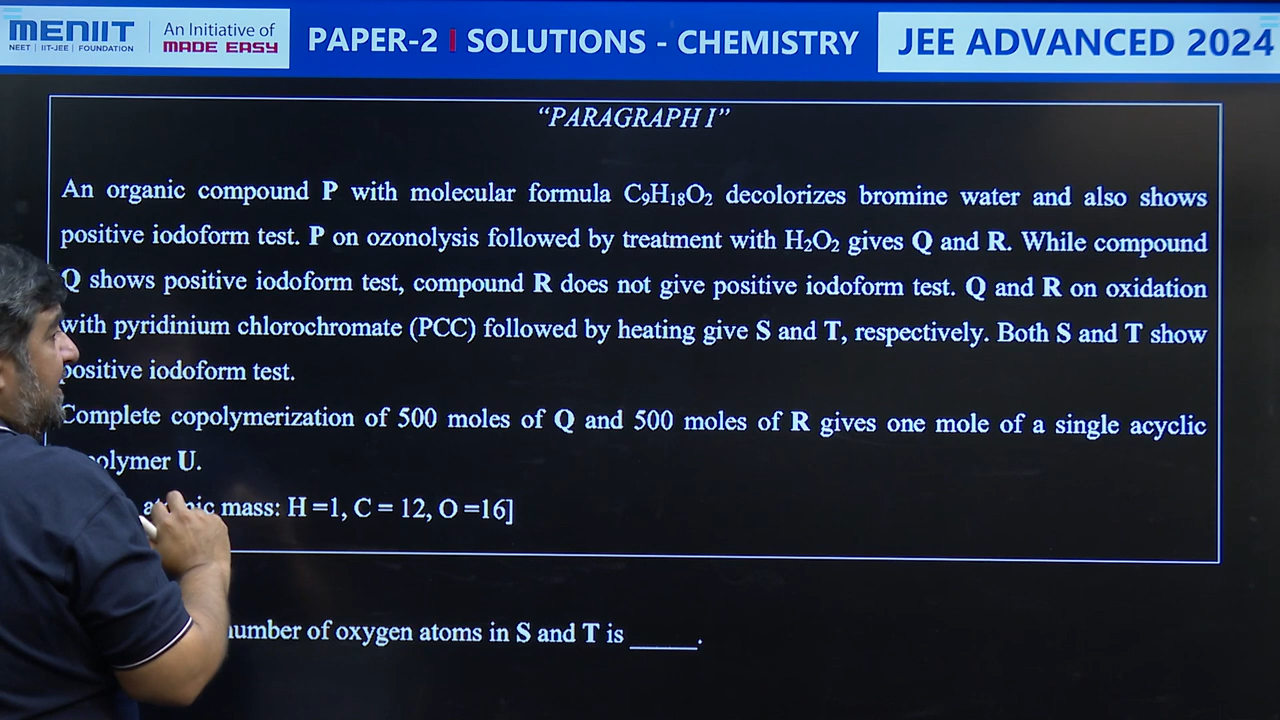 MENIIT
NEET | IIT-JEE | FOUNDATION
An Initiative of
MADE EASY
PAPER-2 | SOLUTIONS - CHEMISTRY
JEE ADVANCED 2024
“PARAGRAPH I”
An organic compound P with molecular formula C₉H₁₈O₂ decolorizes bromine water and also shows
positive iodoform test. P on ozonolysis followed by treatment with H₂O₂ gives Q and R. While compound
Q shows positive iodoform test, compound R does not give positive iodoform test. Q and R on oxidation
with pyridinium chlorochromate (PCC) followed by heating give S and T, respectively. Both S and T show
positive iodoform test.
Complete copolymerization of 500 moles of Q and 500 moles of R gives one mole of a single acyclic
U.
mass: H =1, C = 12, O =16]
number of oxygen atoms in S and T is _____.